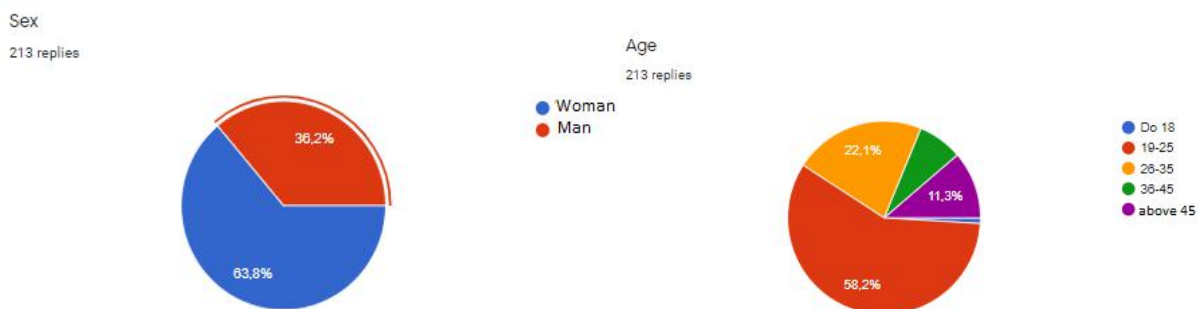 Sex
213 replies
36,2%
63,8%
Woman
Man
Age
213 replies
22,1%
11,3%
58,2%
Do 18
19-25
26-35
36-45
above 45